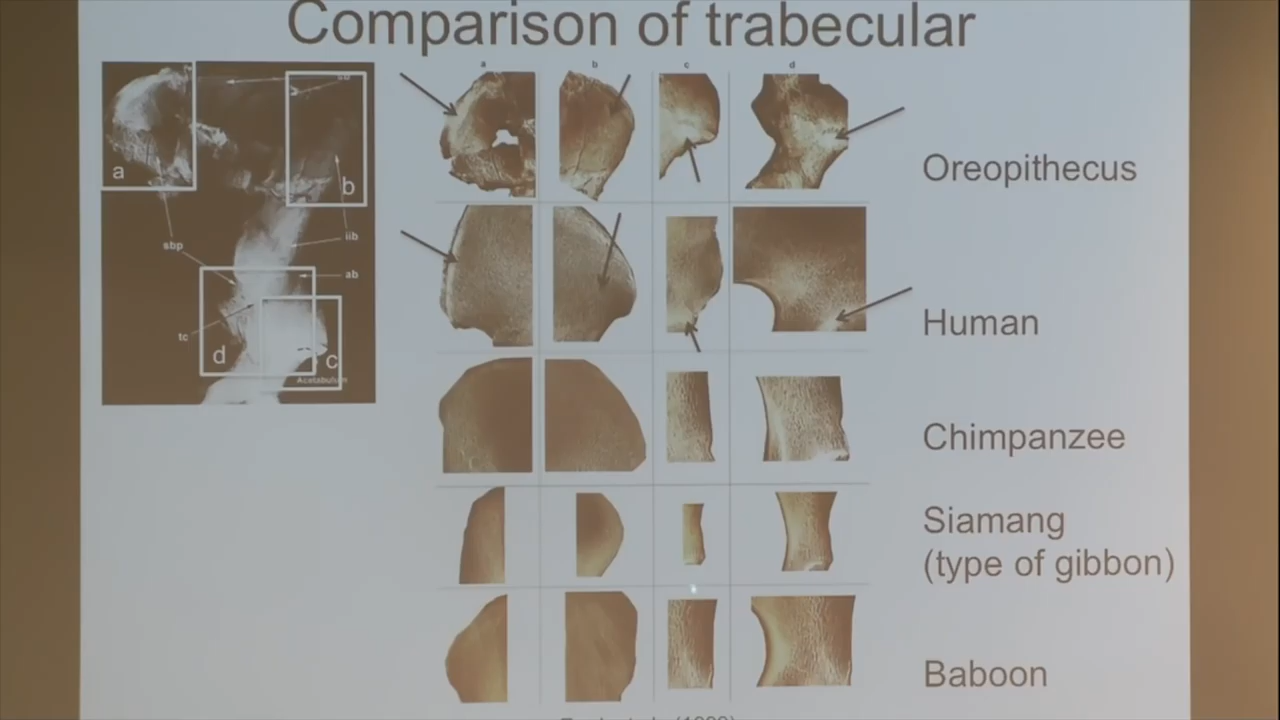 Comparison of trabecular
a b c d
a
b
iib
sbp
ab
tc
d
c
Acetabulum
Oreopithecus
Human
Chimpanzee
Siamang
(type of gibbon)
Baboon